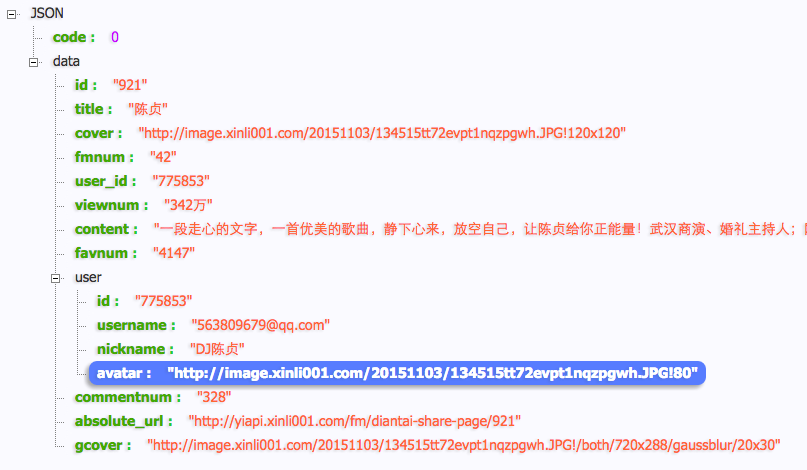 JSON
code : 0
data
id : "921"
title : "陈贞"
cover : "http://image.xinli001.com/20151103/134515tt72evpt1nqzpgwh.JPG!120x120"
fmnum : "42"
user_id : "775853"
viewnum : "342万"
content : "一段走心的文字，一首优美的歌曲，静下心来，放空自己，让陈贞给你正能量！武汉商演、婚礼主持人；
favnum : "4147"
user
id : "775853"
username : "563809679@qq.com"
nickname : "DJ陈贞"
avatar : "http://image.xinli001.com/20151103/134515tt72evpt1nqzpgwh.JPG!80"
commentnum : "328"
absolute_url : "http://yiapi.xinli001.com/fm/diantai-share-page/921"
gcover : "http://image.xinli001.com/20151103/134515tt72evpt1nqzpgwh.JPG!/both/720x288/gaussblur/20x30"